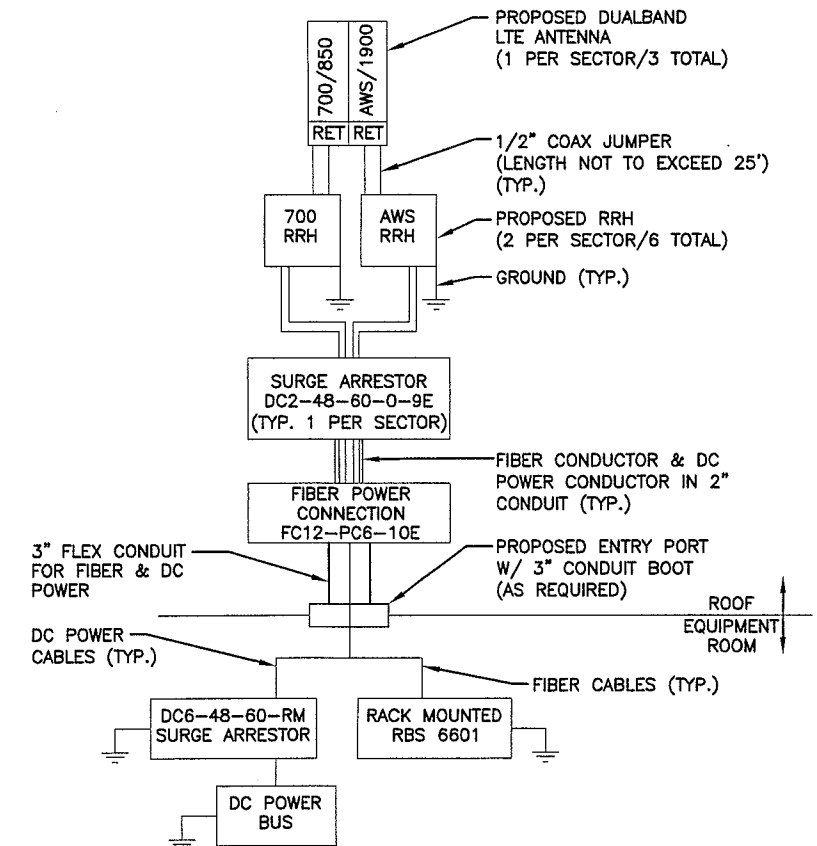 PROPOSED DUALBAND
LTE ANTENNA
(1 PER SECTOR/3 TOTAL)
700/850
AWS/1900
RET
RET
1/2" COAX JUMPER
(LENGTH NOT TO EXCEED 25')
(TYP.)
700
RRH
AWS
RRH
PROPOSED RRH
(2 PER SECTOR/6 TOTAL)
GROUND (TYP.)
SURGE ARRESTOR
DC2-48-60-0-9E
(TYP. 1 PER SECTOR)
FIBER CONDUCTOR & DC
POWER CONDUCTOR IN 2"
CONDUIT (TYP.)
FIBER POWER
CONNECTION
FC12-PC6-10E
3" FLEX CONDUIT
FOR FIBER & DC
POWER
PROPOSED ENTRY PORT
W/ 3" CONDUIT BOOT
(AS REQUIRED)
ROOF
EQUIPMENT
ROOM
DC POWER
CABLES (TYP.)
FIBER CABLES (TYP.)
DC6-48-60-RM
SURGE ARRESTOR
RACK MOUNTED
RBS 6601
DC POWER
BUS